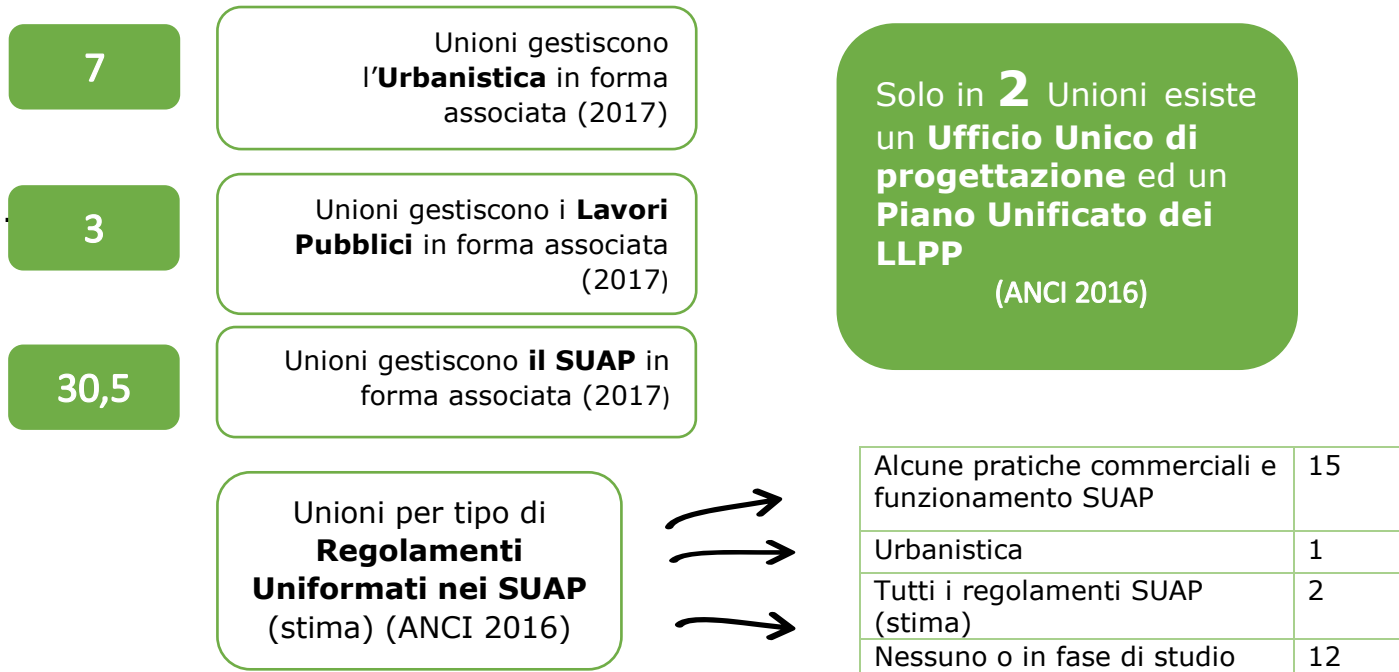 7
Unioni gestiscono
l’Urbanistica in forma
associata (2017)
3
Unioni gestiscono i Lavori
Pubblici in forma associata
(2017)
30,5
Unioni gestiscono il SUAP in
forma associata (2017)
Solo in 2 Unioni esiste
un Ufficio Unico di
progettazione ed un
Piano Unificato dei
LLPP
(ANCI 2016)
Unioni per tipo di
Regolamenti
Uniformati nei SUAP
(stima) (ANCI 2016)
Alcune pratiche commerciali e 15
funzionamento SUAP
Urbanistica 1
Tutti i regolamenti SUAP 2
(stima)
Nessuno o in fase di studio 12